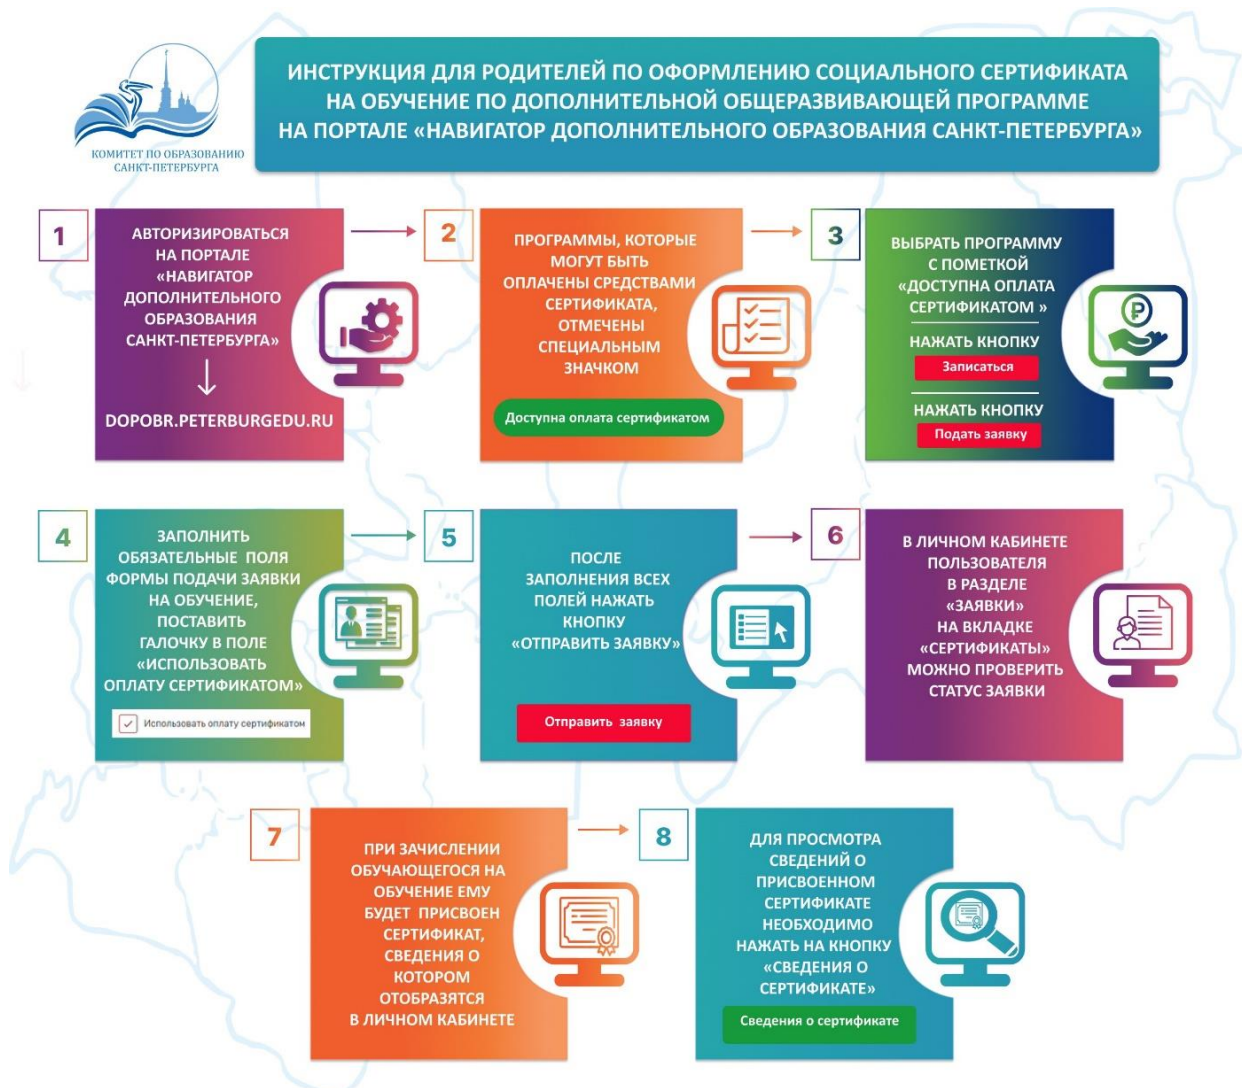 КОМИТЕТ ПО ОБРАЗОВАНИЮ
САНКТ-ПЕТЕРБУРГА
ИНСТРУКЦИЯ ДЛЯ РОДИТЕЛЕЙ ПО ОФОРМЛЕНИЮ СОЦИАЛЬНОГО СЕРТИФИКАТА
НА ОБУЧЕНИЕ ПО ДОПОЛНИТЕЛЬНОЙ ОБЩЕРАЗВИВАЮЩЕЙ ПРОГРАММЕ
НА ПОРТАЛЕ «НАВИГАТОР ДОПОЛНИТЕЛЬНОГО ОБРАЗОВАНИЯ САНКТ-ПЕТЕРБУРГА»
1
АВТОРИЗИРОВАТЬСЯ
НА ПОРТАЛЕ
«НАВИГАТОР
ДОПОЛНИТЕЛЬНОГО
ОБРАЗОВАНИЯ
САНКТ-ПЕТЕРБУРГА»
DOPOBR.PETERBURGEDU.RU
2
ПРОГРАММЫ, КОТОРЫЕ
МОГУТ БЫТЬ
ОПЛАЧЕНЫ СРЕДСТВАМИ
СЕРТИФИКАТА,
ОТМЕЧЕНЫ
СПЕЦИАЛЬНЫМ
ЗНАЧКОМ
Доступна оплата сертификатом
3
ВЫБРАТЬ ПРОГРАММУ
С ПОМЕТКОЙ
«ДОСТУПНА ОПЛАТА
СЕРТИФИКАТОМ »
НАЖАТЬ КНОПКУ
Записаться
НАЖАТЬ КНОПКУ
Подать заявку
4
ЗАПОЛНИТЬ
ОБЯЗАТЕЛЬНЫЕ ПОЛЯ
ФОРМЫ ПОДАЧИ ЗАЯВКИ
НА ОБУЧЕНИЕ,
ПОСТАВИТЬ
ГАЛОЧКУ В ПОЛЕ
«ИСПОЛЬЗОВАТЬ
ОПЛАТУ СЕРТИФИКАТОМ»
Использовать оплату сертификатом
5
ПОСЛЕ
ЗАПОЛНЕНИЯ ВСЕХ
ПОЛЕЙ НАЖАТЬ
КНОПКУ
«ОТПРАВИТЬ ЗАЯВКУ»
Отправить заявку
6
В ЛИЧНОМ КАБИНЕТЕ
ПОЛЬЗОВАТЕЛЯ
В РАЗДЕЛЕ
«ЗАЯВКИ»
НА ВКЛАДКЕ
«СЕРТИФИКАТЫ»
МОЖНО ПРОВЕРИТЬ
СТАТУС ЗАЯВКИ
7
ПРИ ЗАЧИСЛЕНИИ
ОБУЧАЮЩЕГОСЯ НА
ОБУЧЕНИЕ ЕМУ
БУДЕТ ПРИСВОЕН
СЕРТИФИКАТ,
СВЕДЕНИЯ О
КОТОРОМ
ОТОБРАЗЯТСЯ
В ЛИЧНОМ КАБИНЕТЕ
8
ДЛЯ ПРОСМОТРА
СВЕДЕНИЙ О
ПРИСВОЕННОМ
СЕРТИФИКАТЕ
НЕОБХОДИМО
НАЖАТЬ НА КНОПКУ
«СВЕДЕНИЯ О
СЕРТИФИКАТЕ»
Сведения о сертификате